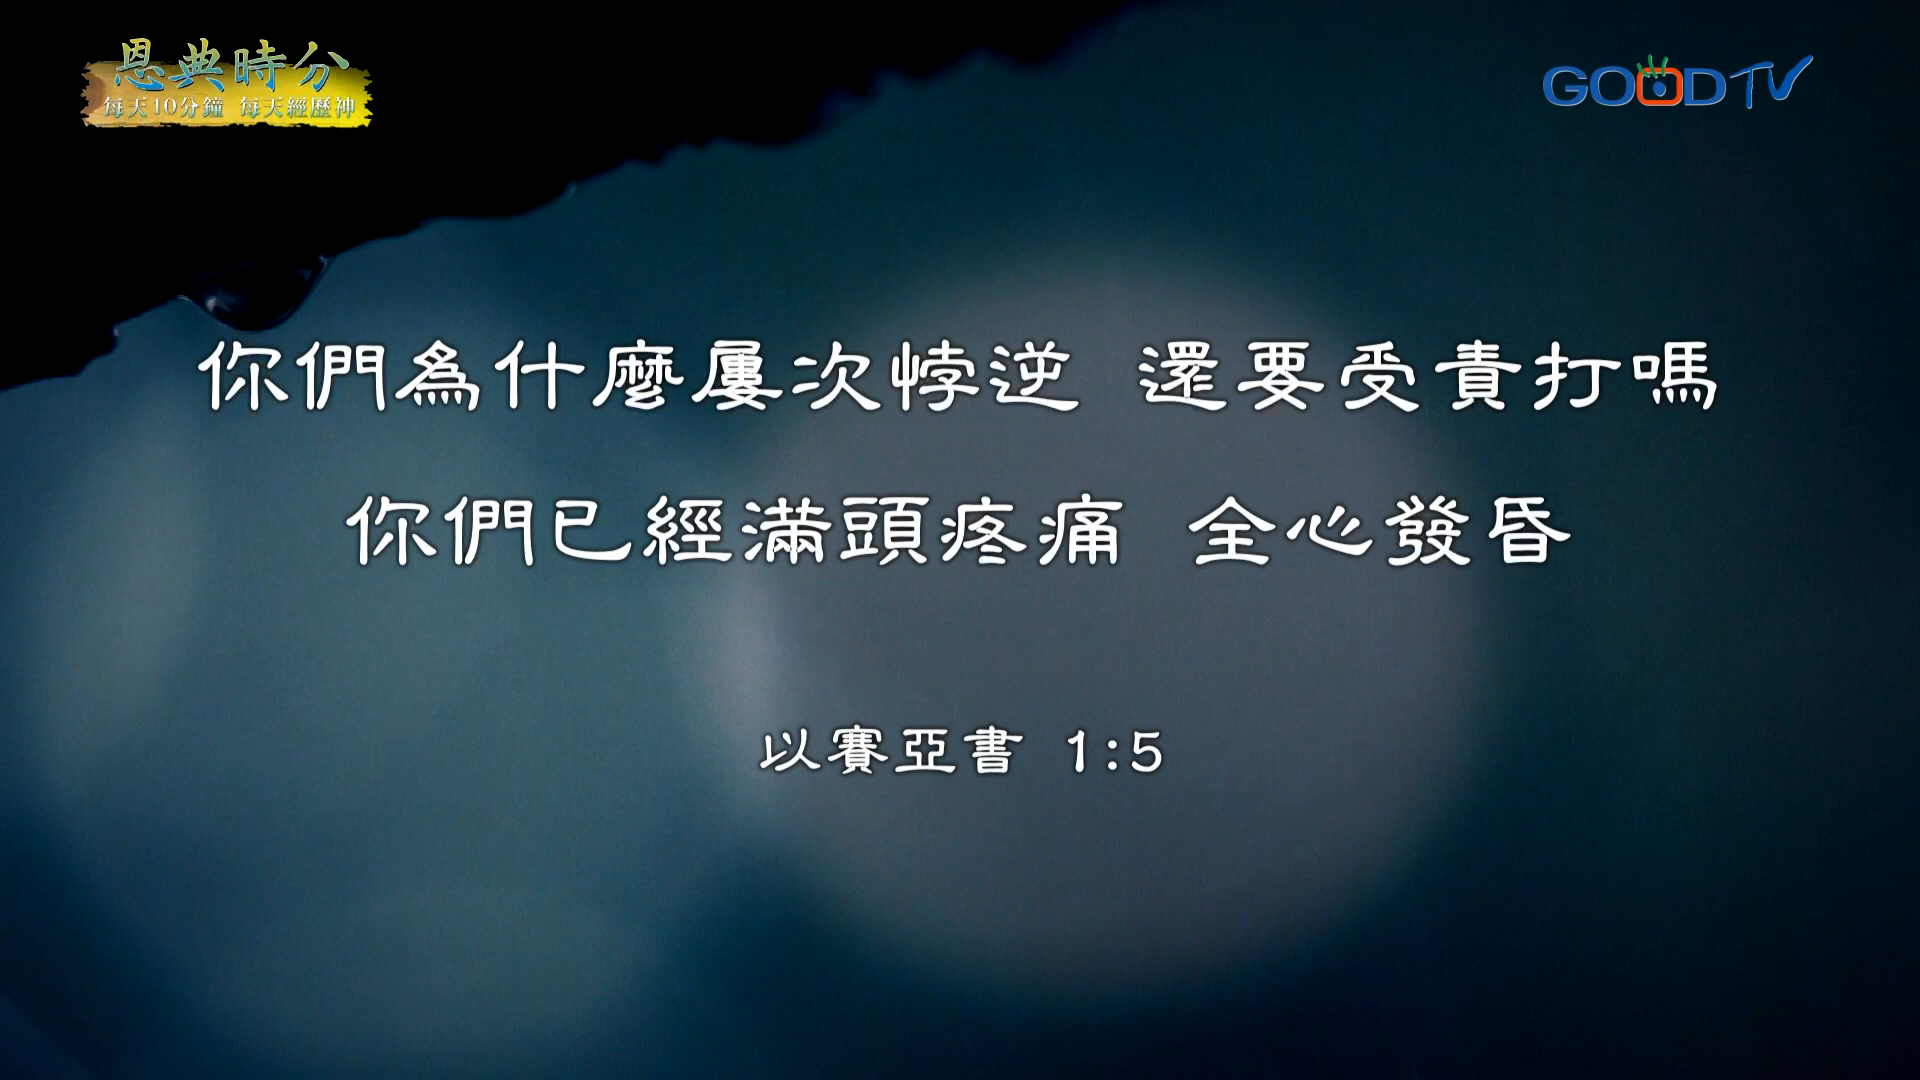 恩典時分
每天10分鐘 每天經歷神
GOOD TV
你們為什麼屢次悖逆 還要受責打嗎
你們已經滿頭疼痛 全心發昏
以賽亞書 1:5